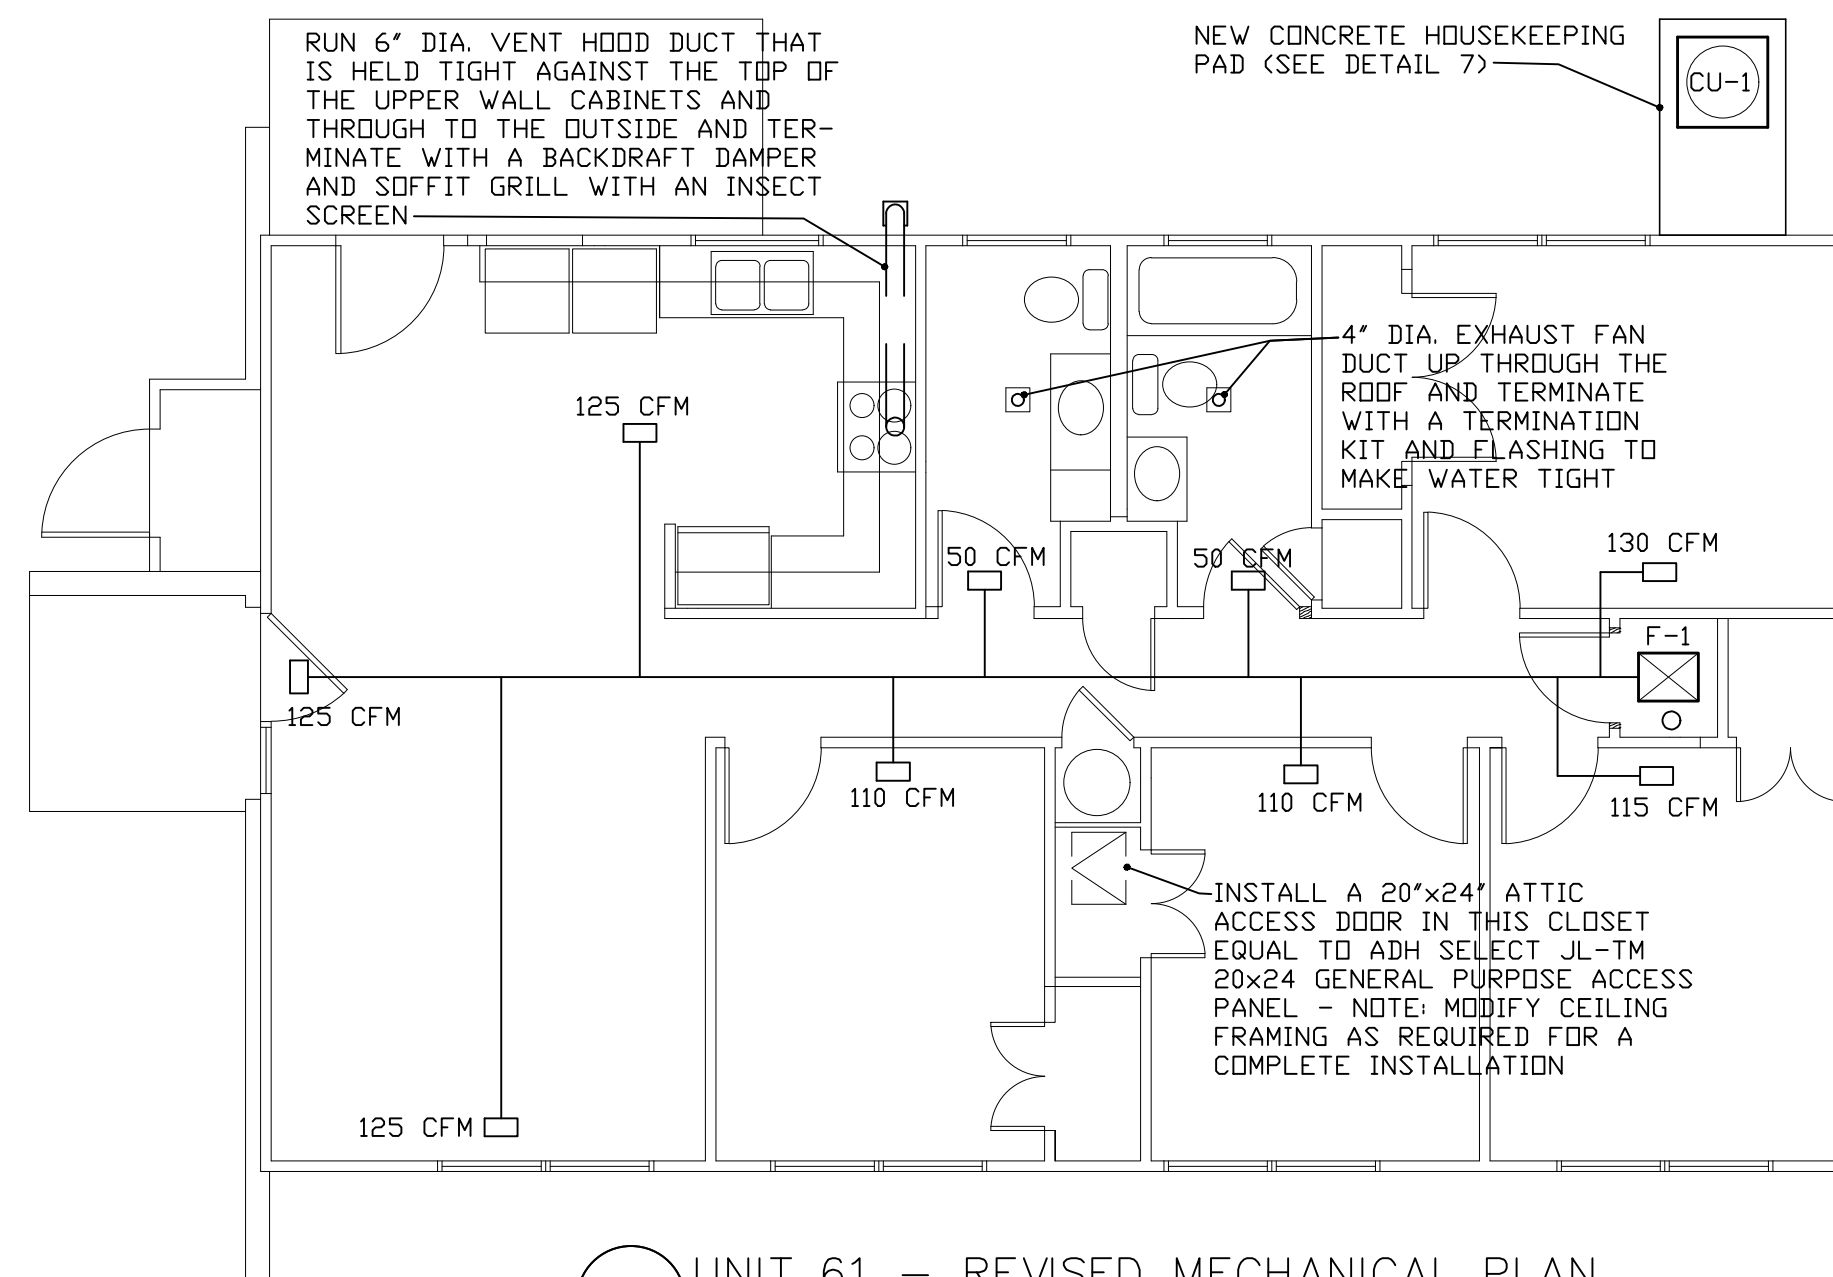 RUN 6" DIA. VENT HOOD DUCT THAT
IS HELD TIGHT AGAINST THE TOP OF
THE UPPER WALL CABINETS AND
THROUGH TO THE OUTSIDE AND TER-
MINATE WITH A BACKDRAFT DAMPER
AND SOFFIT GRILL WITH AN INSECT
SCREEN
NEW CONCRETE HOUSEKEEPING
PAD (SEE DETAIL 7)
CU-1
4" DIA. EXHAUST FAN
DUCT UP THROUGH THE
ROOF AND TERMINATE
WITH A TERMINATION
KIT AND FLASHING TO
MAKE WATER TIGHT
125 CFM
50 CFM
50 CFM
130 CFM
F-1
125 CFM
110 CFM
110 CFM
115 CFM
INSTALL A 20"x24" ATTIC
ACCESS DOOR IN THIS CLOSET
EQUAL TO ADH SELECT JL-TM
20x24 GENERAL PURPOSE ACCESS
PANEL - NOTE: MODIFY CEILING
FRAMING AS REQUIRED FOR A
COMPLETE INSTALLATION
125 CFM
UNIT 61 - REVISED MECHANICAL PLAN